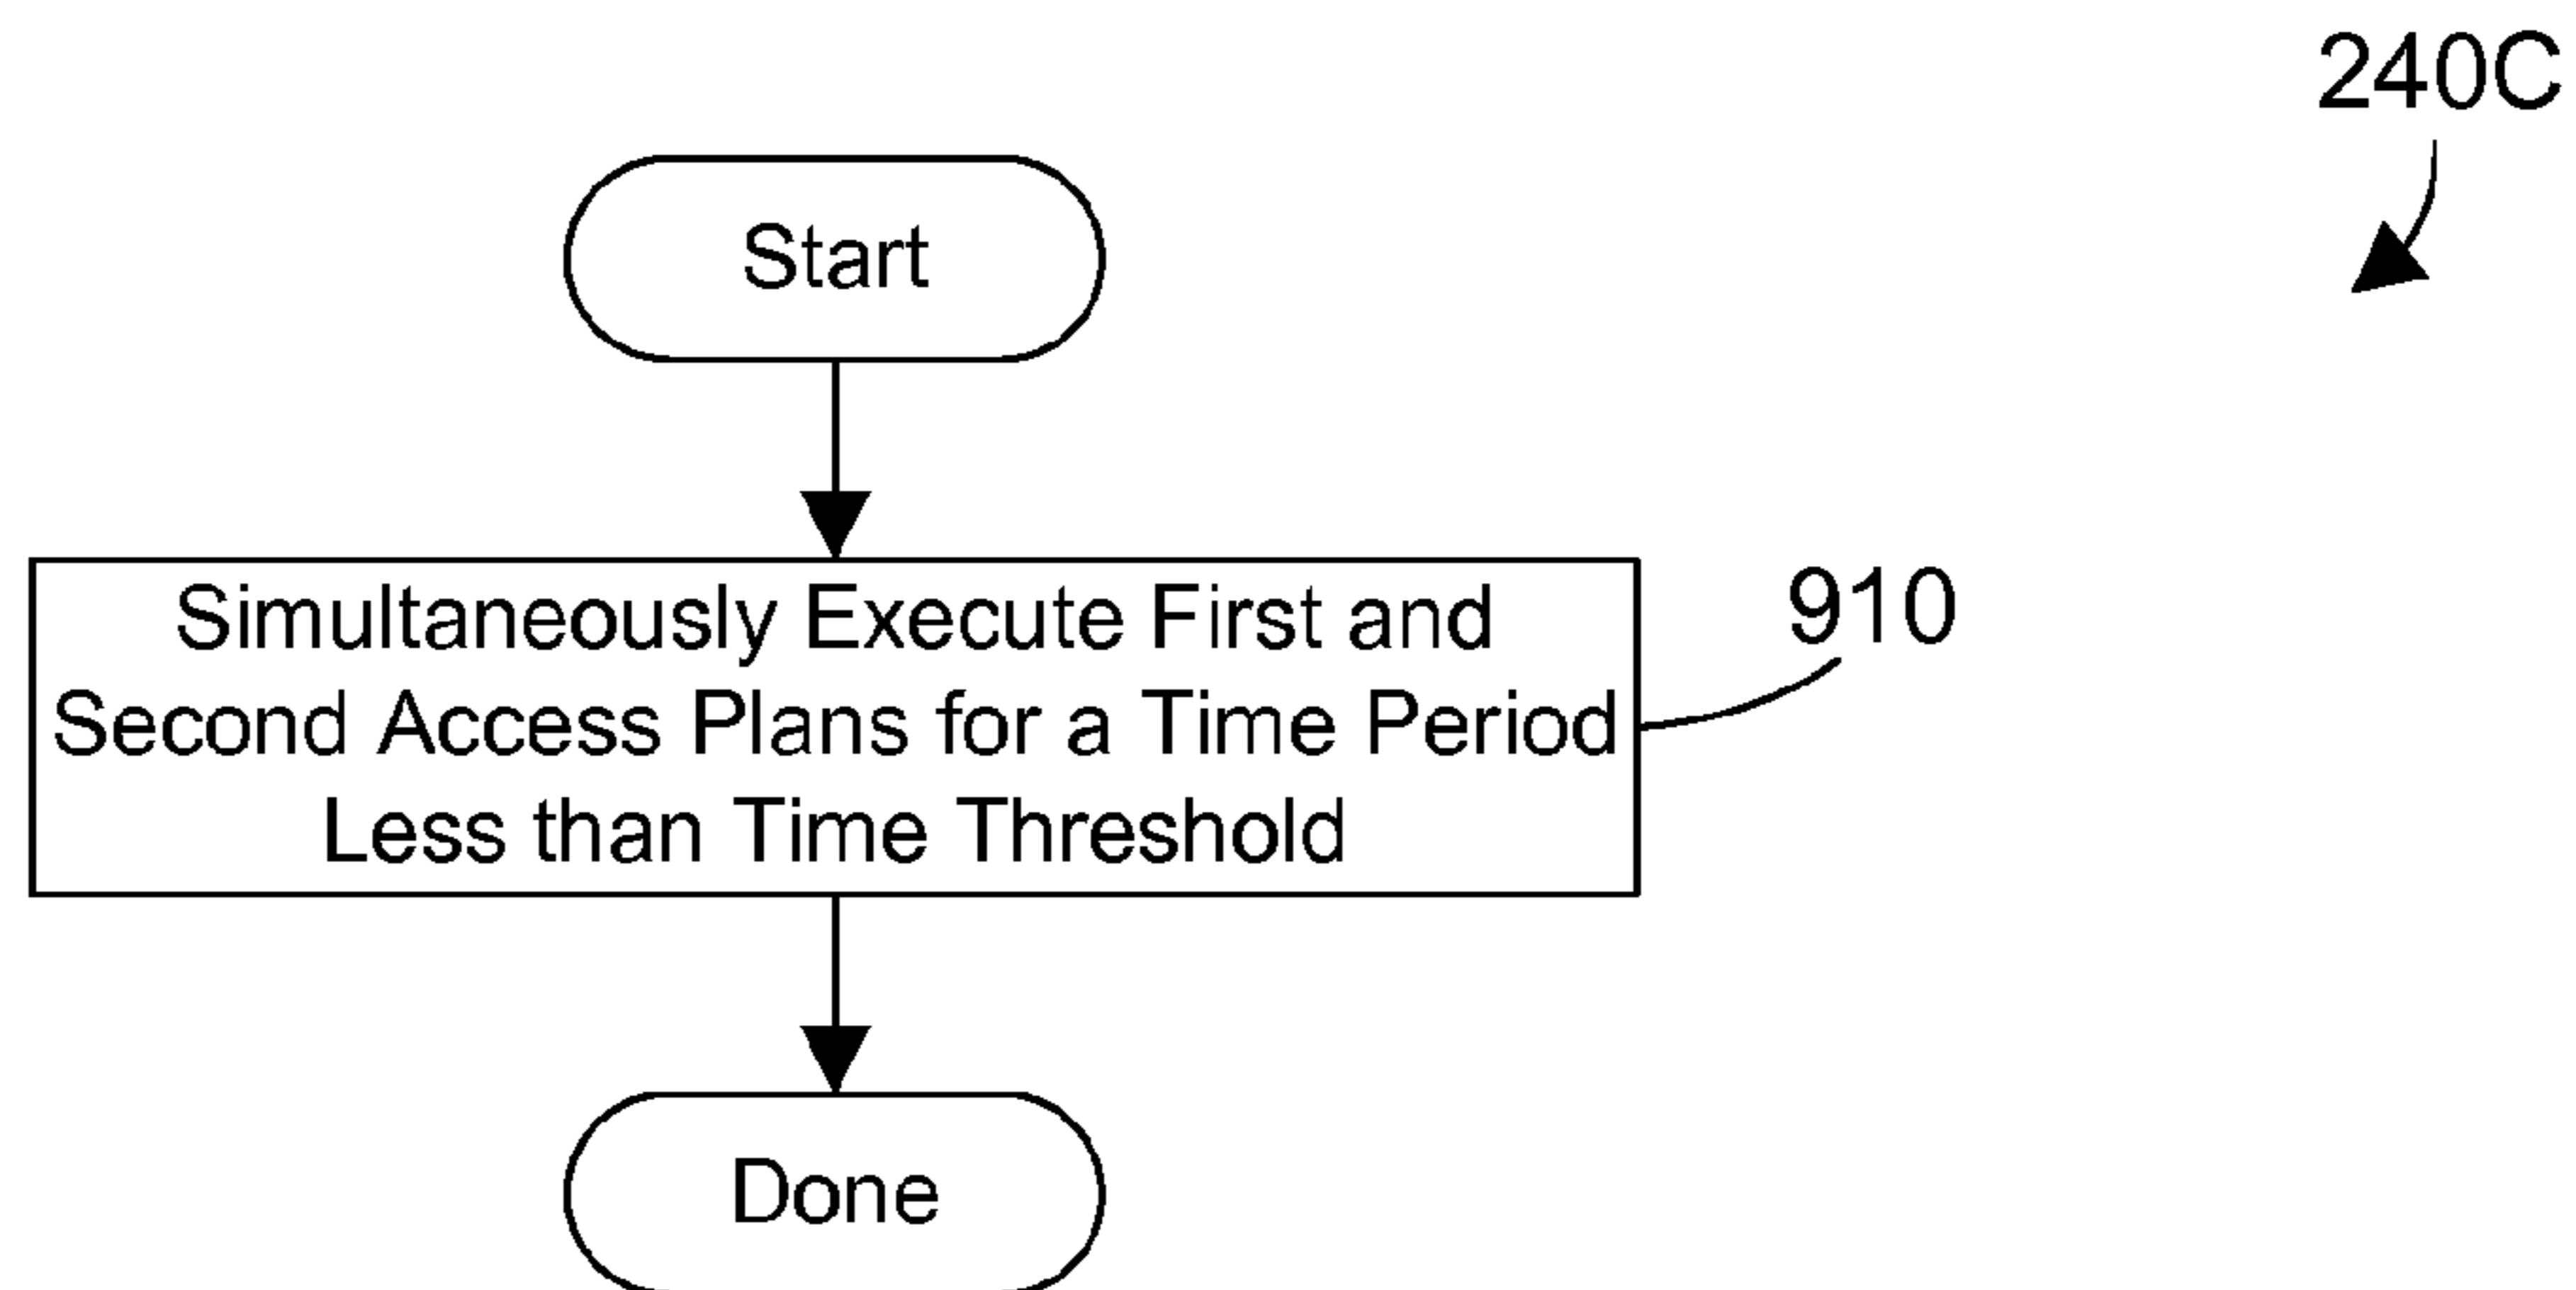 240C
Start
Simultaneously Execute First and
Second Access Plans for a Time Period
Less than Time Threshold
910
Done